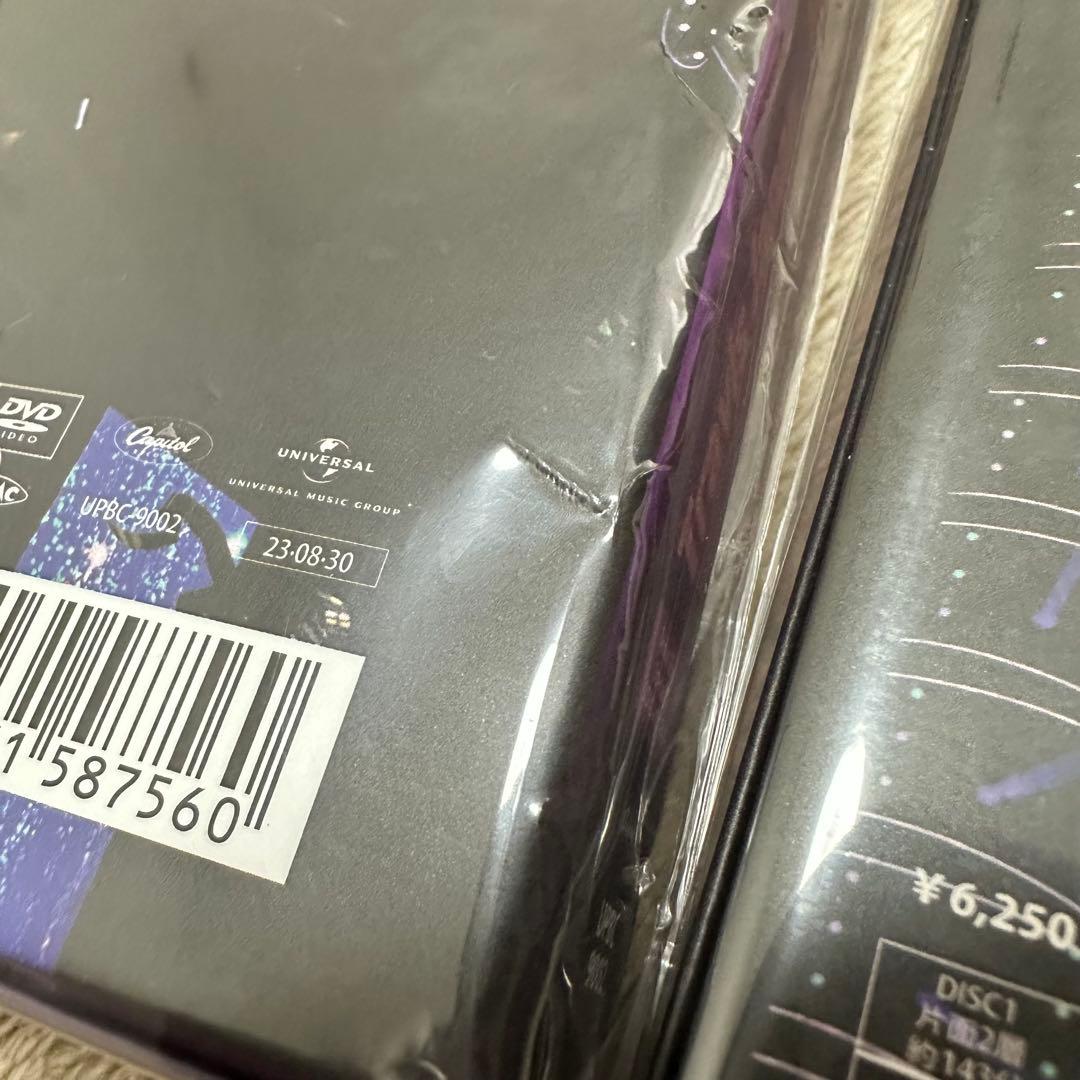 DVD
Capitol
UNIVERSAL
UNIVERSAL MUSIC GROUP
UPBC-9002
23・08・30
1 587560
¥6,250
DISC1
片面2層